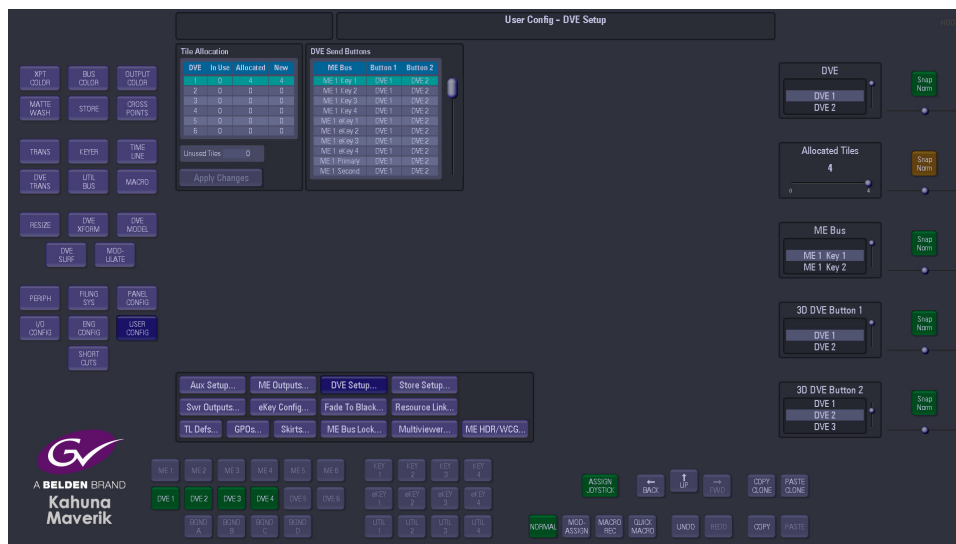 User Config - DVE Setup
Tile Allocation
DVE In Use Allocated New
1 0 4 4
2 0 0 0
3 0 0 0
4 0 0 0
5 0 0 0
6 0 0 0
Unused Tiles 0
Apply Changes
DVE Send Buttons
ME Bus Button 1 Button 2
ME 1 Key 1 DVE 1 DVE 2
ME 1 Key 2 DVE 1 DVE 2
ME 1 Key 3 DVE 1 DVE 2
ME 1 Key 4 DVE 1 DVE 2
ME 1 eKey 1 DVE 1 DVE 2
ME 1 eKey 2 DVE 1 DVE 2
ME 1 eKey 3 DVE 1 DVE 2
ME 1 eKey 4 DVE 1 DVE 2
ME 1 Primary DVE 1 DVE 2
ME 1 Second DVE 1 DVE 2
XPT COLOR
BUS COLOR
OUTPUT COLOR
MATTE WASH
STORE
CROSS POINTS
TRANS
KEYER
TIME LINE
DVE TRANS
UTIL BUS
MACRO
RESIZE
DVE XFORM
DVE MODEL
DVE SURF
MOD- ULATE
PERIPH
FILING SYS
PANEL CONFIG
I/O CONFIG
ENG CONFIG
USER CONFIG
SHORT CUTS
DVE
DVE 1
DVE 2
Snap Norm
Allocated Tiles
4
0 4
Snap Norm
ME Bus
ME 1 Key 1
ME 1 Key 2
Snap Norm
3D DVE Button 1
DVE 1
DVE 2
Snap Norm
3D DVE Button 2
DVE 1
DVE 2
DVE 3
Snap Norm
Aux Setup... ME Outputs... DVE Setup... Store Setup...
Swr Outputs... eKey Config... Fade To Black... Resource Link...
TL Defs... GPOs... Skirts... ME Bus Lock... Multiviewer... ME HDR/WCG...
GV
A BELDEN BRAND
Kahuna
Maverik
ME 1 ME 2 ME 3 ME 4 ME 5 ME 6 KEY 1 KEY 2 KEY 3 KEY 4
DVE 1 DVE 2 DVE 3 DVE 4 DVE 5 DVE 6 eKEY 1 eKEY 2 eKEY 3 eKEY 4
BGND A BGND B BGND C BGND D UTIL 1 UTIL 2 UTIL 3 UTIL 4
ASSIGN JOYSTICK
BACK
UP
FWD
COPY CLONE
PASTE CLONE
NORMAL
MOD- ASSIGN
MACRO REC
QUICK MACRO
UNDO
REDO
COPY
PASTE